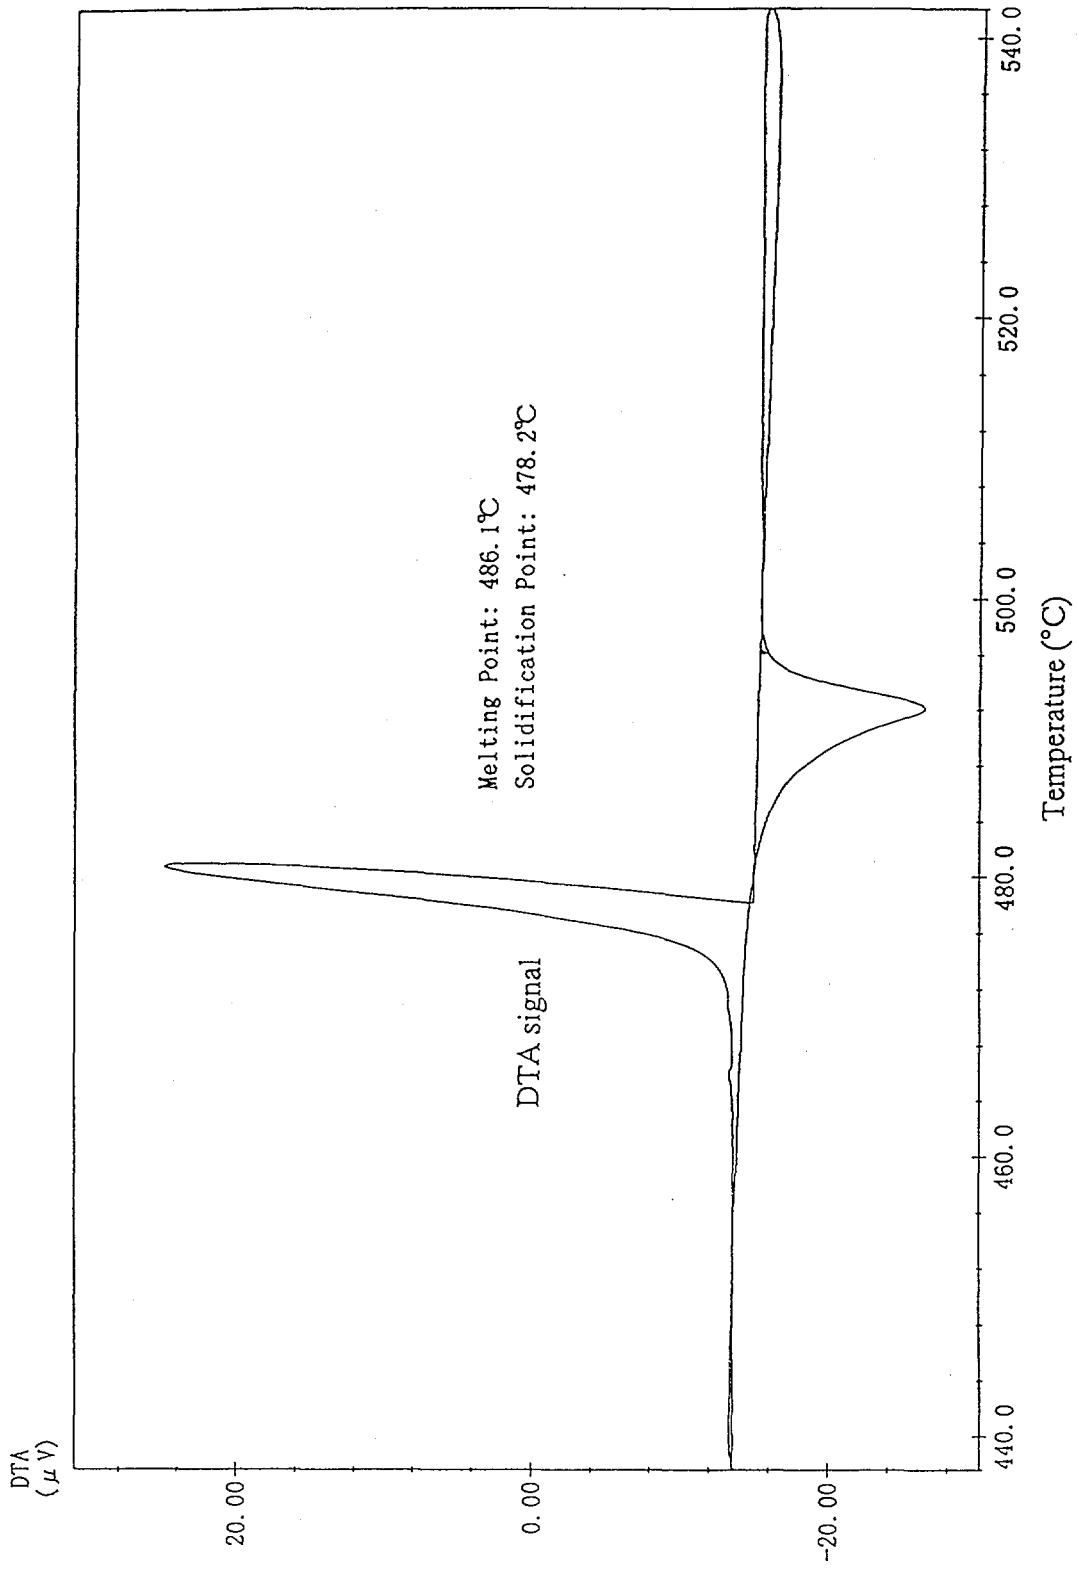 DTA
(μV)
20.00
0.00
-20.00
Melting Point: 486.1℃
Solidification Point: 478.2℃
DTA signal
440.0
460.0
480.0
500.0
520.0
540.0
Temperature (°C)